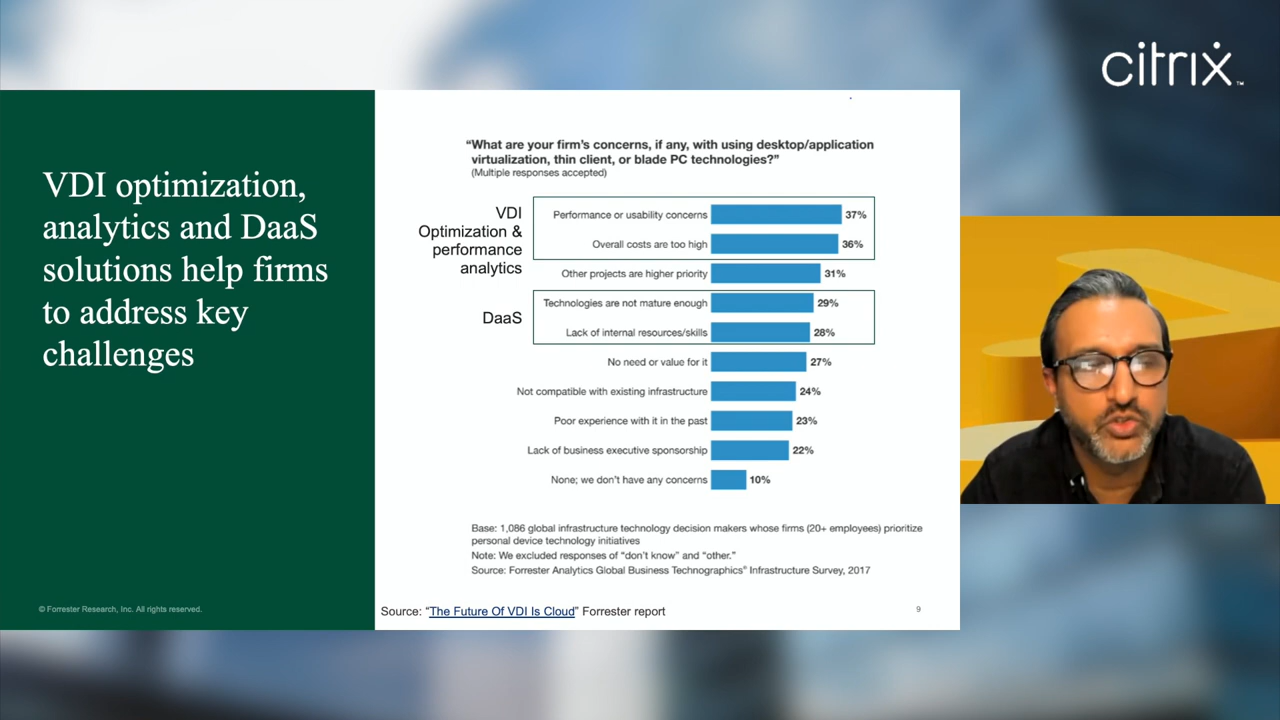 citrix™
VDI optimization,
analytics and DaaS
solutions help firms
to address key
challenges
“What are your firm’s concerns, if any, with using desktop/application
virtualization, thin client, or blade PC technologies?”
(Multiple responses accepted)
VDI
Optimization &
performance
analytics
Performance or usability concerns 37%
Overall costs are too high 36%
Other projects are higher priority 31%
DaaS
Technologies are not mature enough 29%
Lack of internal resources/skills 28%
No need or value for it 27%
Not compatible with existing infrastructure 24%
Poor experience with it in the past 23%
Lack of business executive sponsorship 22%
None; we don’t have any concerns 10%
Base: 1,086 global infrastructure technology decision makers whose firms (20+ employees) prioritize
personal device technology initiatives
Note: We excluded responses of “don’t know” and “other.”
Source: Forrester Analytics Global Business Technographics® Infrastructure Survey, 2017
© Forrester Research, Inc. All rights reserved.
Source: “The Future Of VDI Is Cloud” Forrester report
9